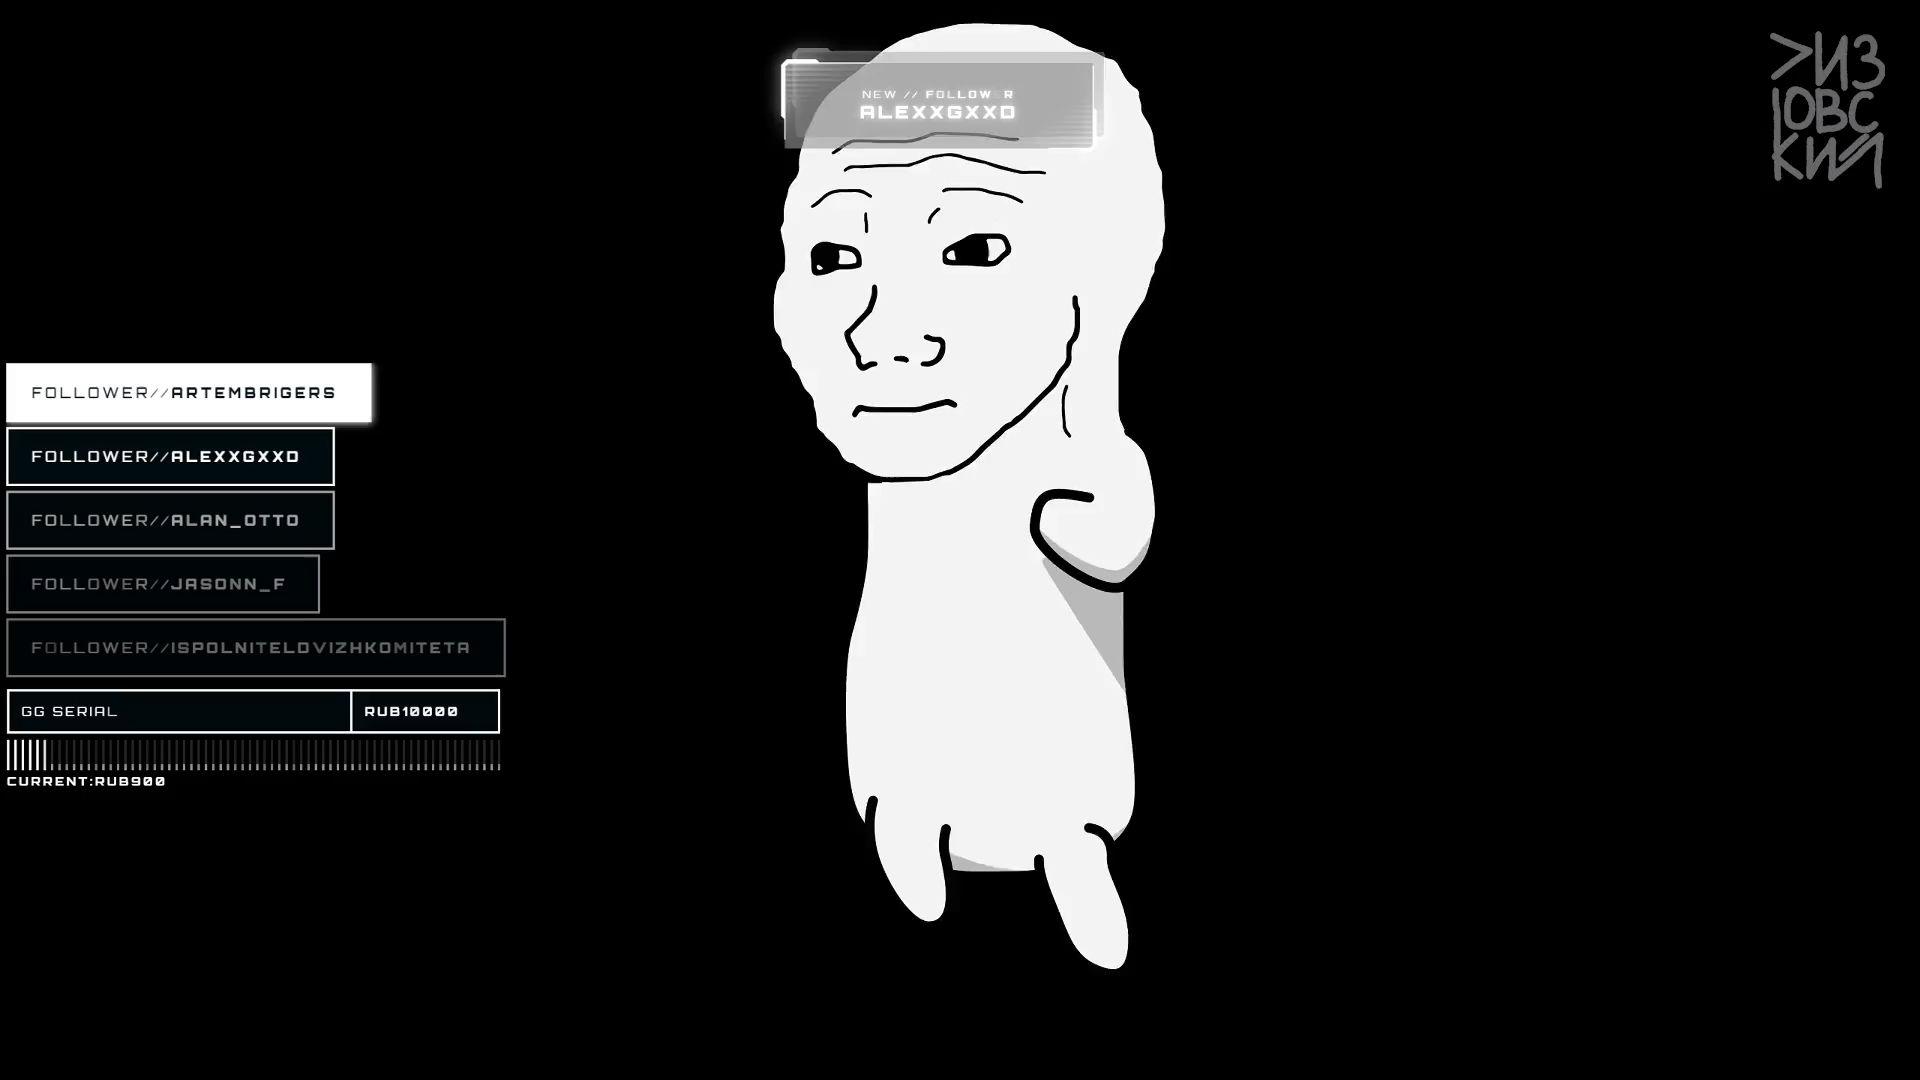 NEW // FOLLOW R
ALEXXGXXD
ИЗ
ЮВС
КИЙ
FOLLOWER//ARTEMBRIGERS
FOLLOWER//ALEXXGXXD
FOLLOWER//ALAN_OTTO
FOLLOWER//JASONN_F
FOLLOWER//ISPOLNITELOVIZHKOMITETA
GG SERIAL RUB10000
CURRENT:RUB900